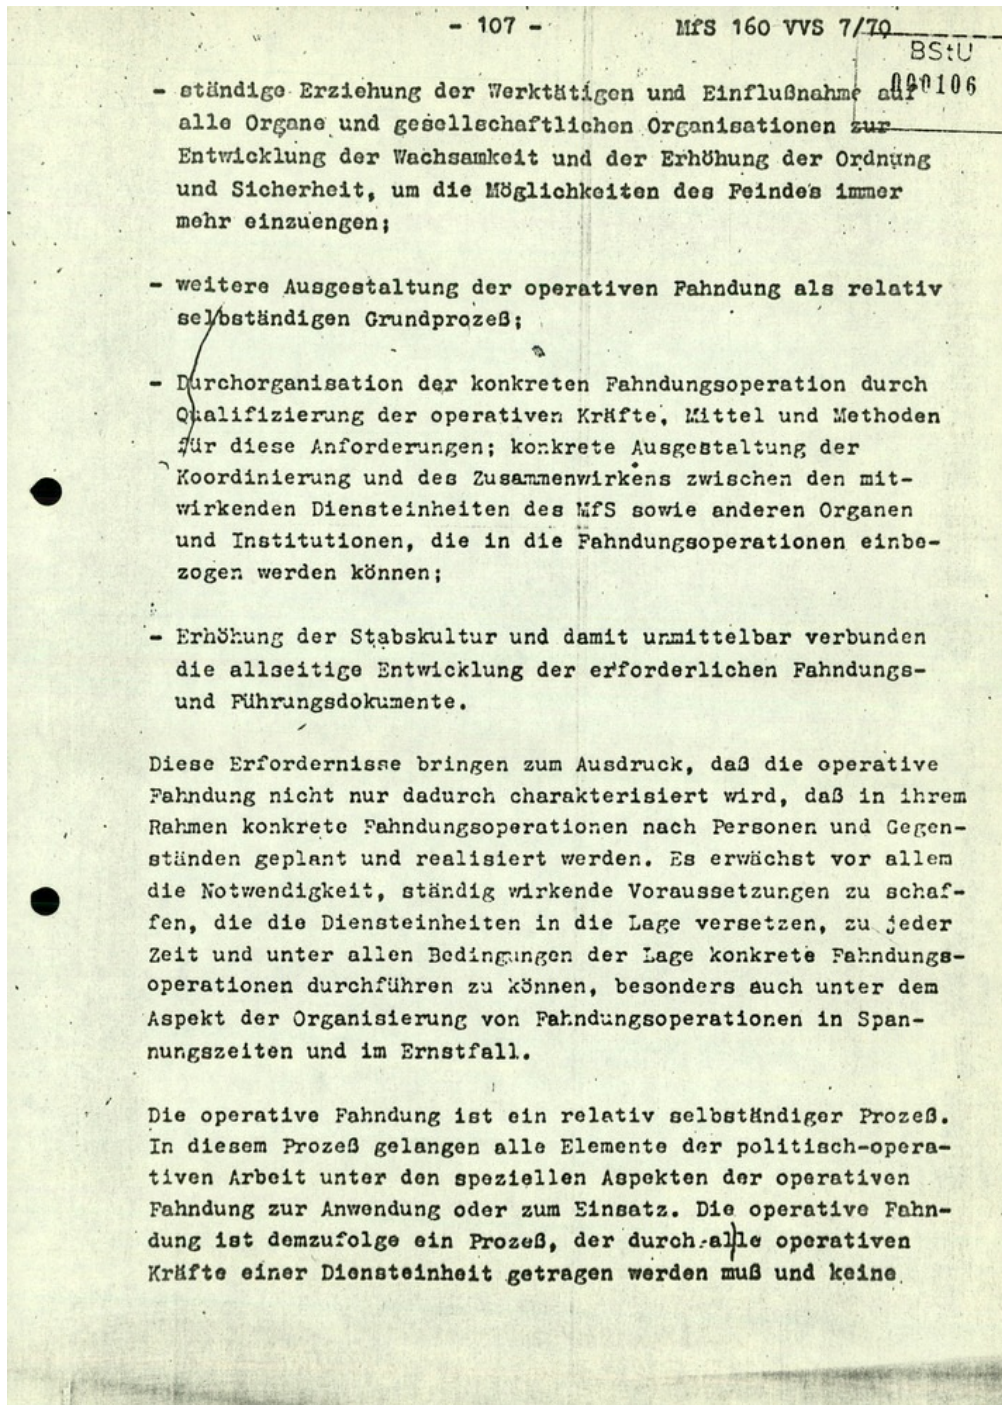 - 107 -
MfS 160 VVS 7/70
BStU
000106
- ständige Erziehung der Werktätigen und Einflußnahme auf
alle Organe und gesellschaftlichen Organisationen zur
Entwicklung der Wachsamkeit und der Erhöhung der Ordnung
und Sicherheit, um die Möglichkeiten des Feindes immer
mehr einzuengen;
- weitere Ausgestaltung der operativen Fahndung als relativ
selbständigen Grundprozeß;
- Durchorganisation der konkreten Fahndungsoperation durch
Qualifizierung der operativen Kräfte, Mittel und Methoden
für diese Anforderungen; konkrete Ausgestaltung der
Koordinierung und des Zusammenwirkens zwischen den mit-
wirkenden Diensteinheiten des MfS sowie anderen Organen
und Institutionen, die in die Fahndungsoperationen einbe-
zogen werden können;
- Erhöhung der Stabskultur und damit unmittelbar verbunden
die allseitige Entwicklung der erforderlichen Fahndungs-
und Führungsdokumente.
Diese Erfordernisse bringen zum Ausdruck, daß die operative
Fahndung nicht nur dadurch charakterisiert wird, daß in ihrem
Rahmen konkrete Fahndungsoperationen nach Personen und Gegen-
ständen geplant und realisiert werden. Es erwächst vor allem
die Notwendigkeit, ständig wirkende Voraussetzungen zu schaf-
fen, die die Diensteinheiten in die Lage versetzen, zu jeder
Zeit und unter allen Bedingungen der Lage konkrete Fahndungs-
operationen durchführen zu können, besonders auch unter dem
Aspekt der Organisierung von Fahndungsoperationen in Span-
nungszeiten und im Ernstfall.
Die operative Fahndung ist ein relativ selbständiger Prozeß.
In diesem Prozeß gelangen alle Elemente der politisch-opera-
tiven Arbeit unter den speziellen Aspekten der operativen
Fahndung zur Anwendung oder zum Einsatz. Die operative Fahn-
dung ist demzufolge ein Prozeß, der durch alle operativen
Kräfte einer Diensteinheit getragen werden muß und keine